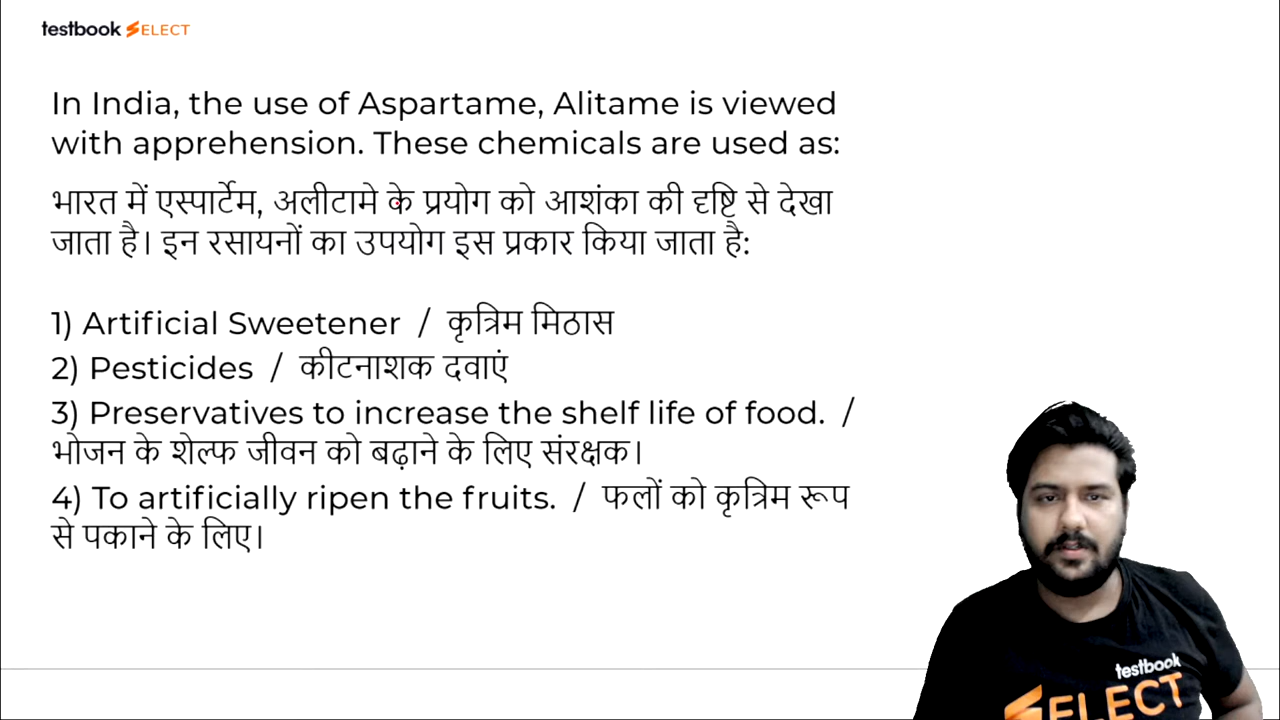 testbook SELECT
In India, the use of Aspartame, Alitame is viewed
with apprehension. These chemicals are used as:
भारत में एस्पार्टेम, अलीटामे के प्रयोग को आशंका की दृष्टि से देखा
जाता है। इन रसायनों का उपयोग इस प्रकार किया जाता है:
1) Artificial Sweetener / कृत्रिम मिठास
2) Pesticides / कीटनाशक दवाएं
3) Preservatives to increase the shelf life of food. /
भोजन के शेल्फ जीवन को बढ़ाने के लिए संरक्षक।
4) To artificially ripen the fruits. / फलों को कृत्रिम रूप
से पकाने के लिए।
testbook
SELECT